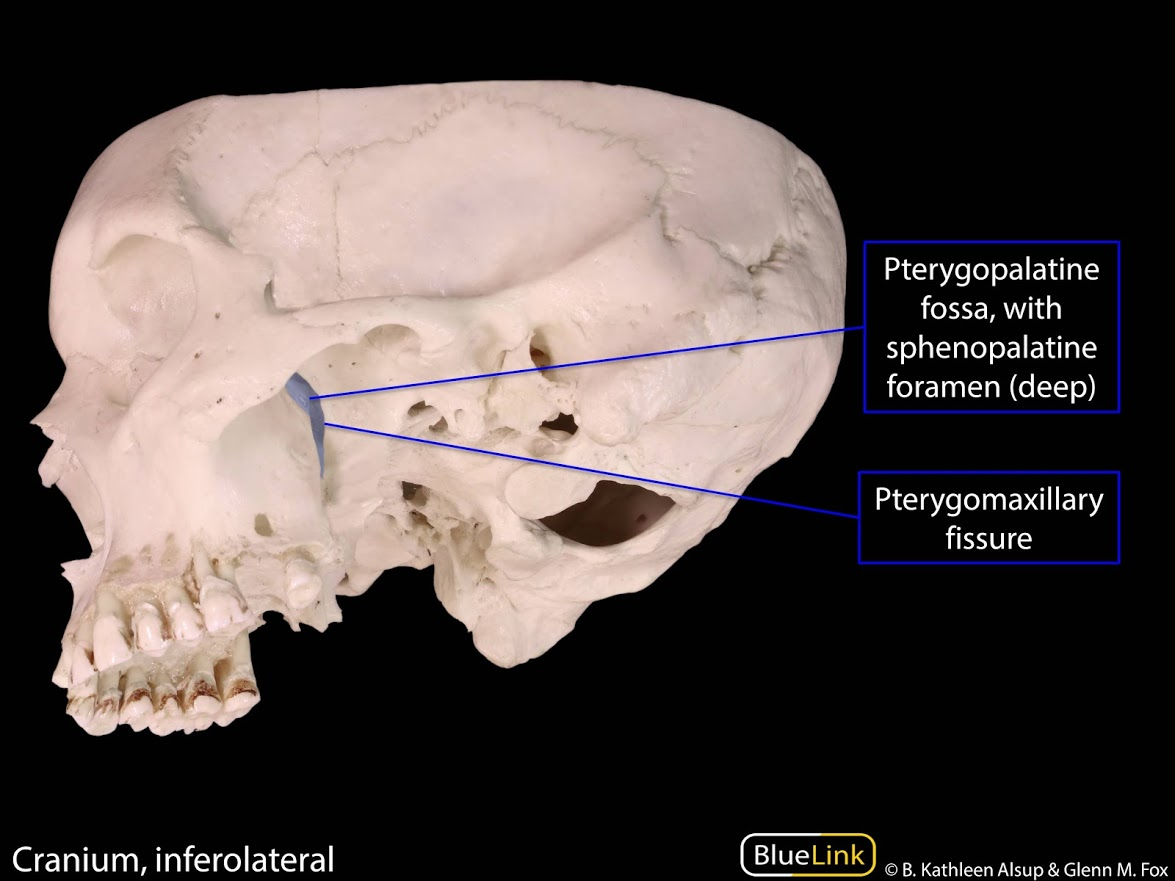 Pterygopalatine
fossa, with
sphenopalatine
foramen (deep)
Pterygomaxillary
fissure
Cranium, inferolateral
BlueLink
© B. Kathleen Alsup & Glenn M. Fox